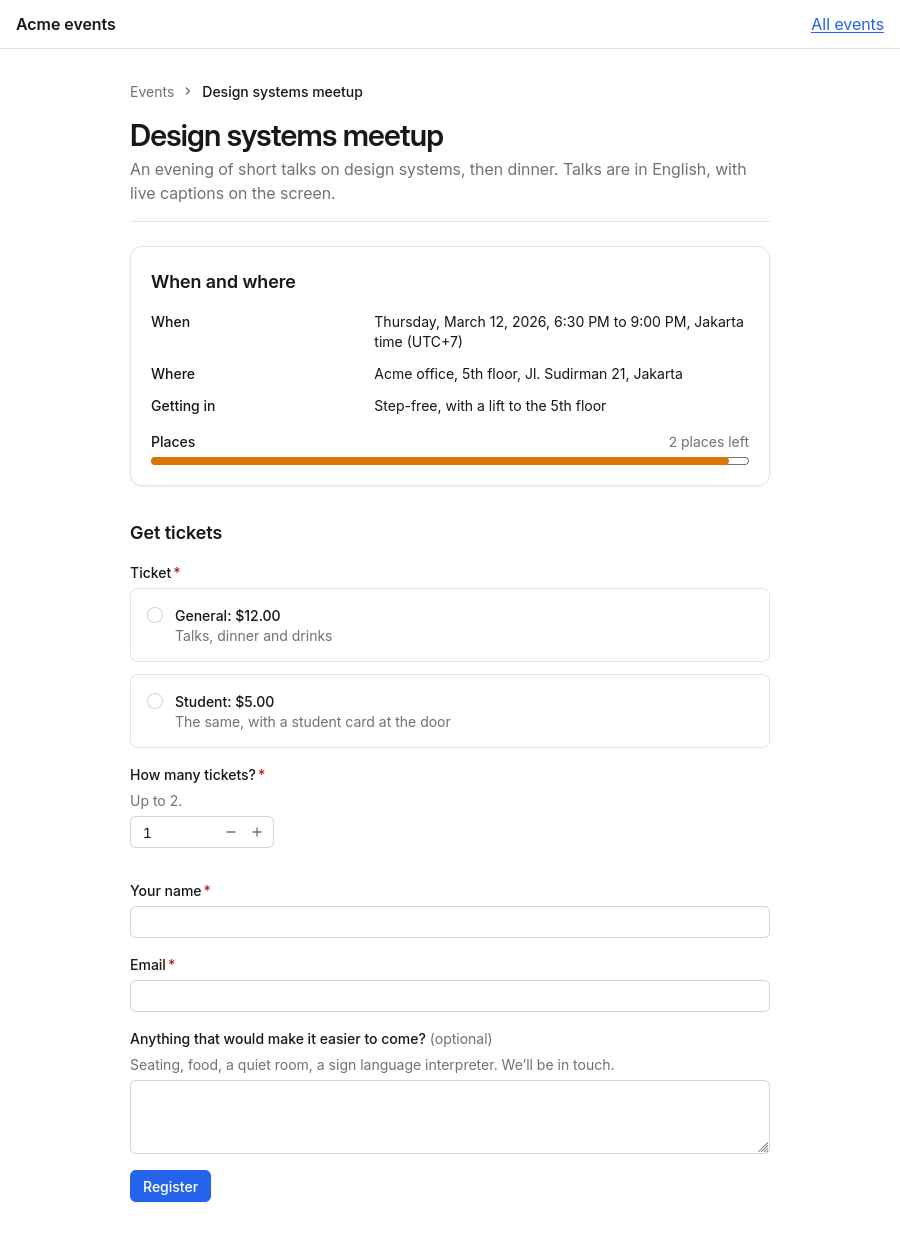 Acme events
All events
Events
Design systems meetup
Design systems meetup
An evening of short talks on design systems, then dinner. Talks are in English, with
live captions on the screen.
When and where
When
Thursday, March 12, 2026, 6:30 PM to 9:00 PM, Jakarta
time (UTC+7)
Where
Acme office, 5th floor, Jl. Sudirman 21, Jakarta
Getting in
Step-free, with a lift to the 5th floor
Places
2 places left
Get tickets
Ticket*
General: $12.00
Talks, dinner and drinks
Student: $5.00
The same, with a student card at the door
How many tickets?*
Up to 2.
1
Your name*
Email*
Anything that would make it easier to come? (optional)
Seating, food, a quiet room, a sign language interpreter. We’ll be in touch.
Register